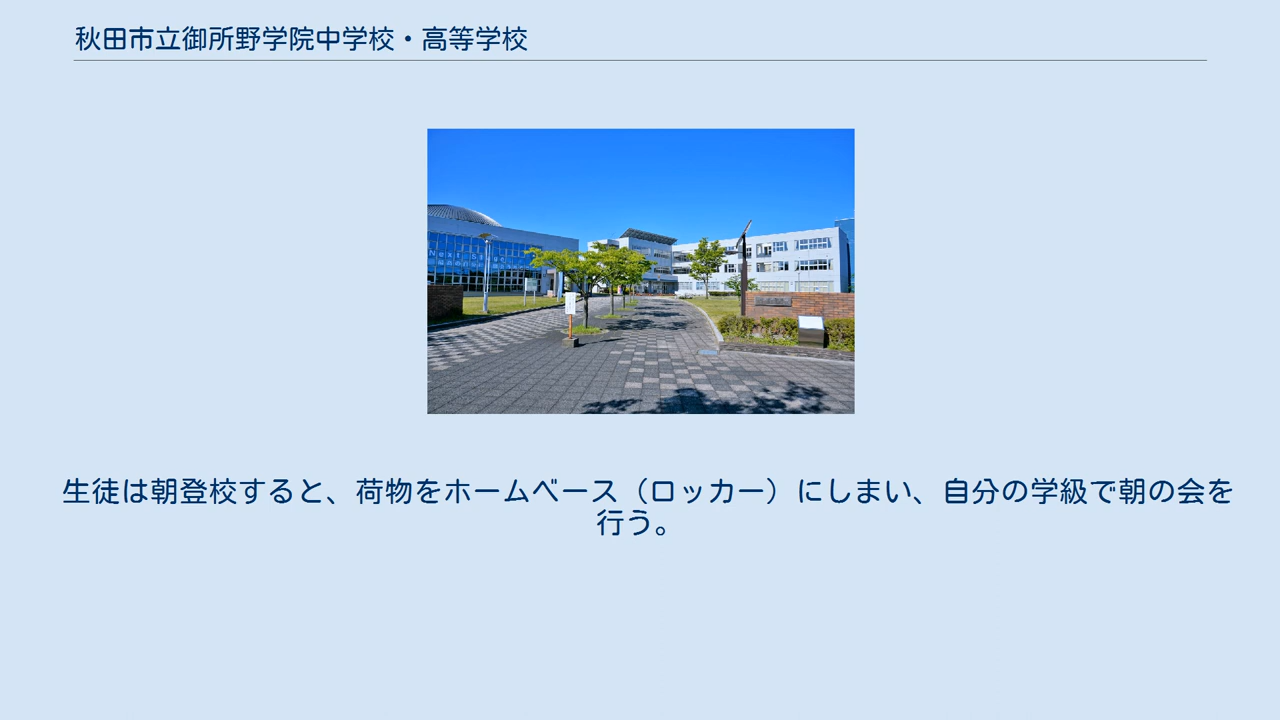 秋田市立御所野学院中学校・高等学校
Next Stage
生徒は朝登校すると、荷物をホームベース（ロッカー）にしまい、自分の学級で朝の会を
行う。